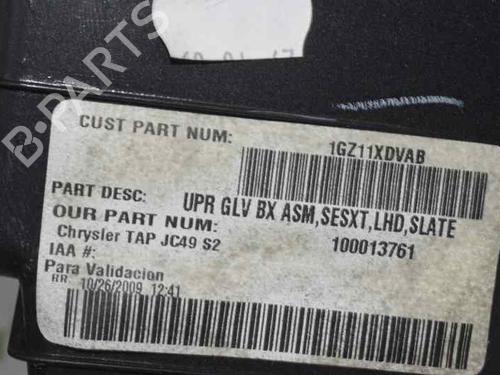 B-PARTS
CUST PART NUM:
1GZ11XDVAB
PART DESC: UPR GLV BX ASM,SESXT,LHD,SLATE
OUR PART NUM: 100013761
Chrysler TAP JC49 S2
IAA #:
Para Validacion
RR 10/26/2009 12:41